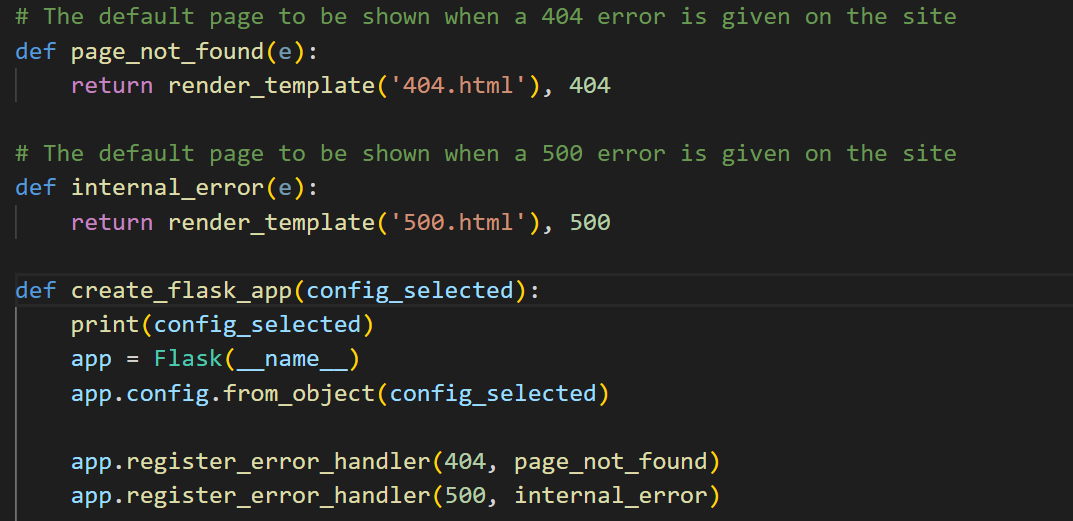 # The default page to be shown when a 404 error is given on the site
def page_not_found(e):
    return render_template('404.html'), 404

# The default page to be shown when a 500 error is given on the site
def internal_error(e):
    return render_template('500.html'), 500

def create_flask_app(config_selected):
    print(config_selected)
    app = Flask(__name__)
    app.config.from_object(config_selected)

    app.register_error_handler(404, page_not_found)
    app.register_error_handler(500, internal_error)